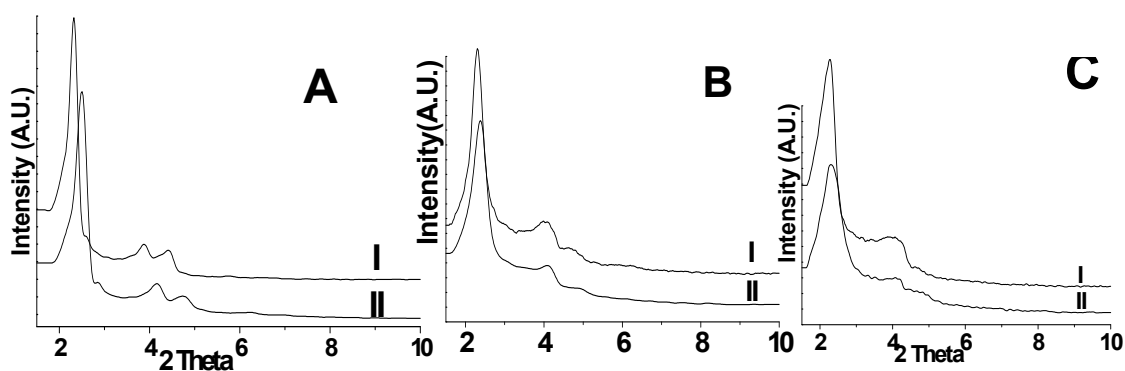 A
Intensity (A.U.)
I
II
2 4 6 8 10
2 Theta
B
Intensity(A.U.)
I
II
2 4 6 8 10
C
Intensity (A.U.)
I
II
2 4 6 8 10
2 Theta